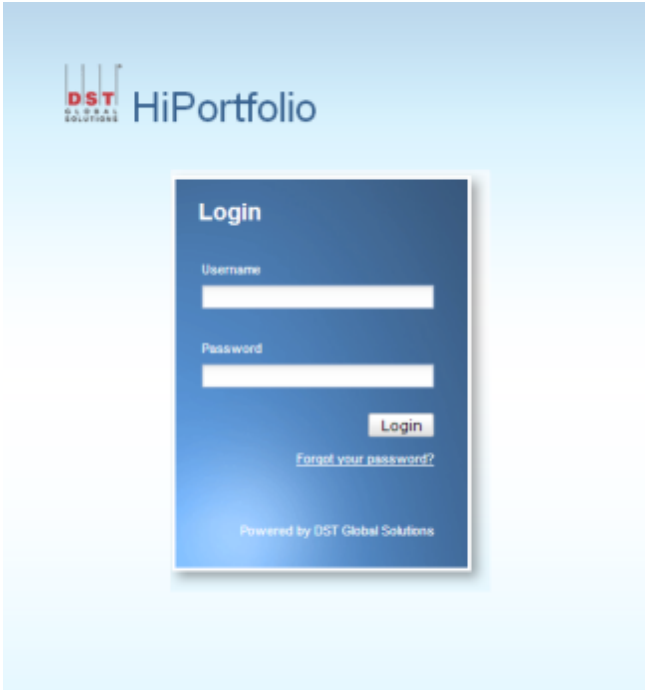 DST
GLOBAL
SOLUTIONS
HiPortfolio
Login
Username
Password
Login
Forgot your password?
Powered by DST Global Solutions